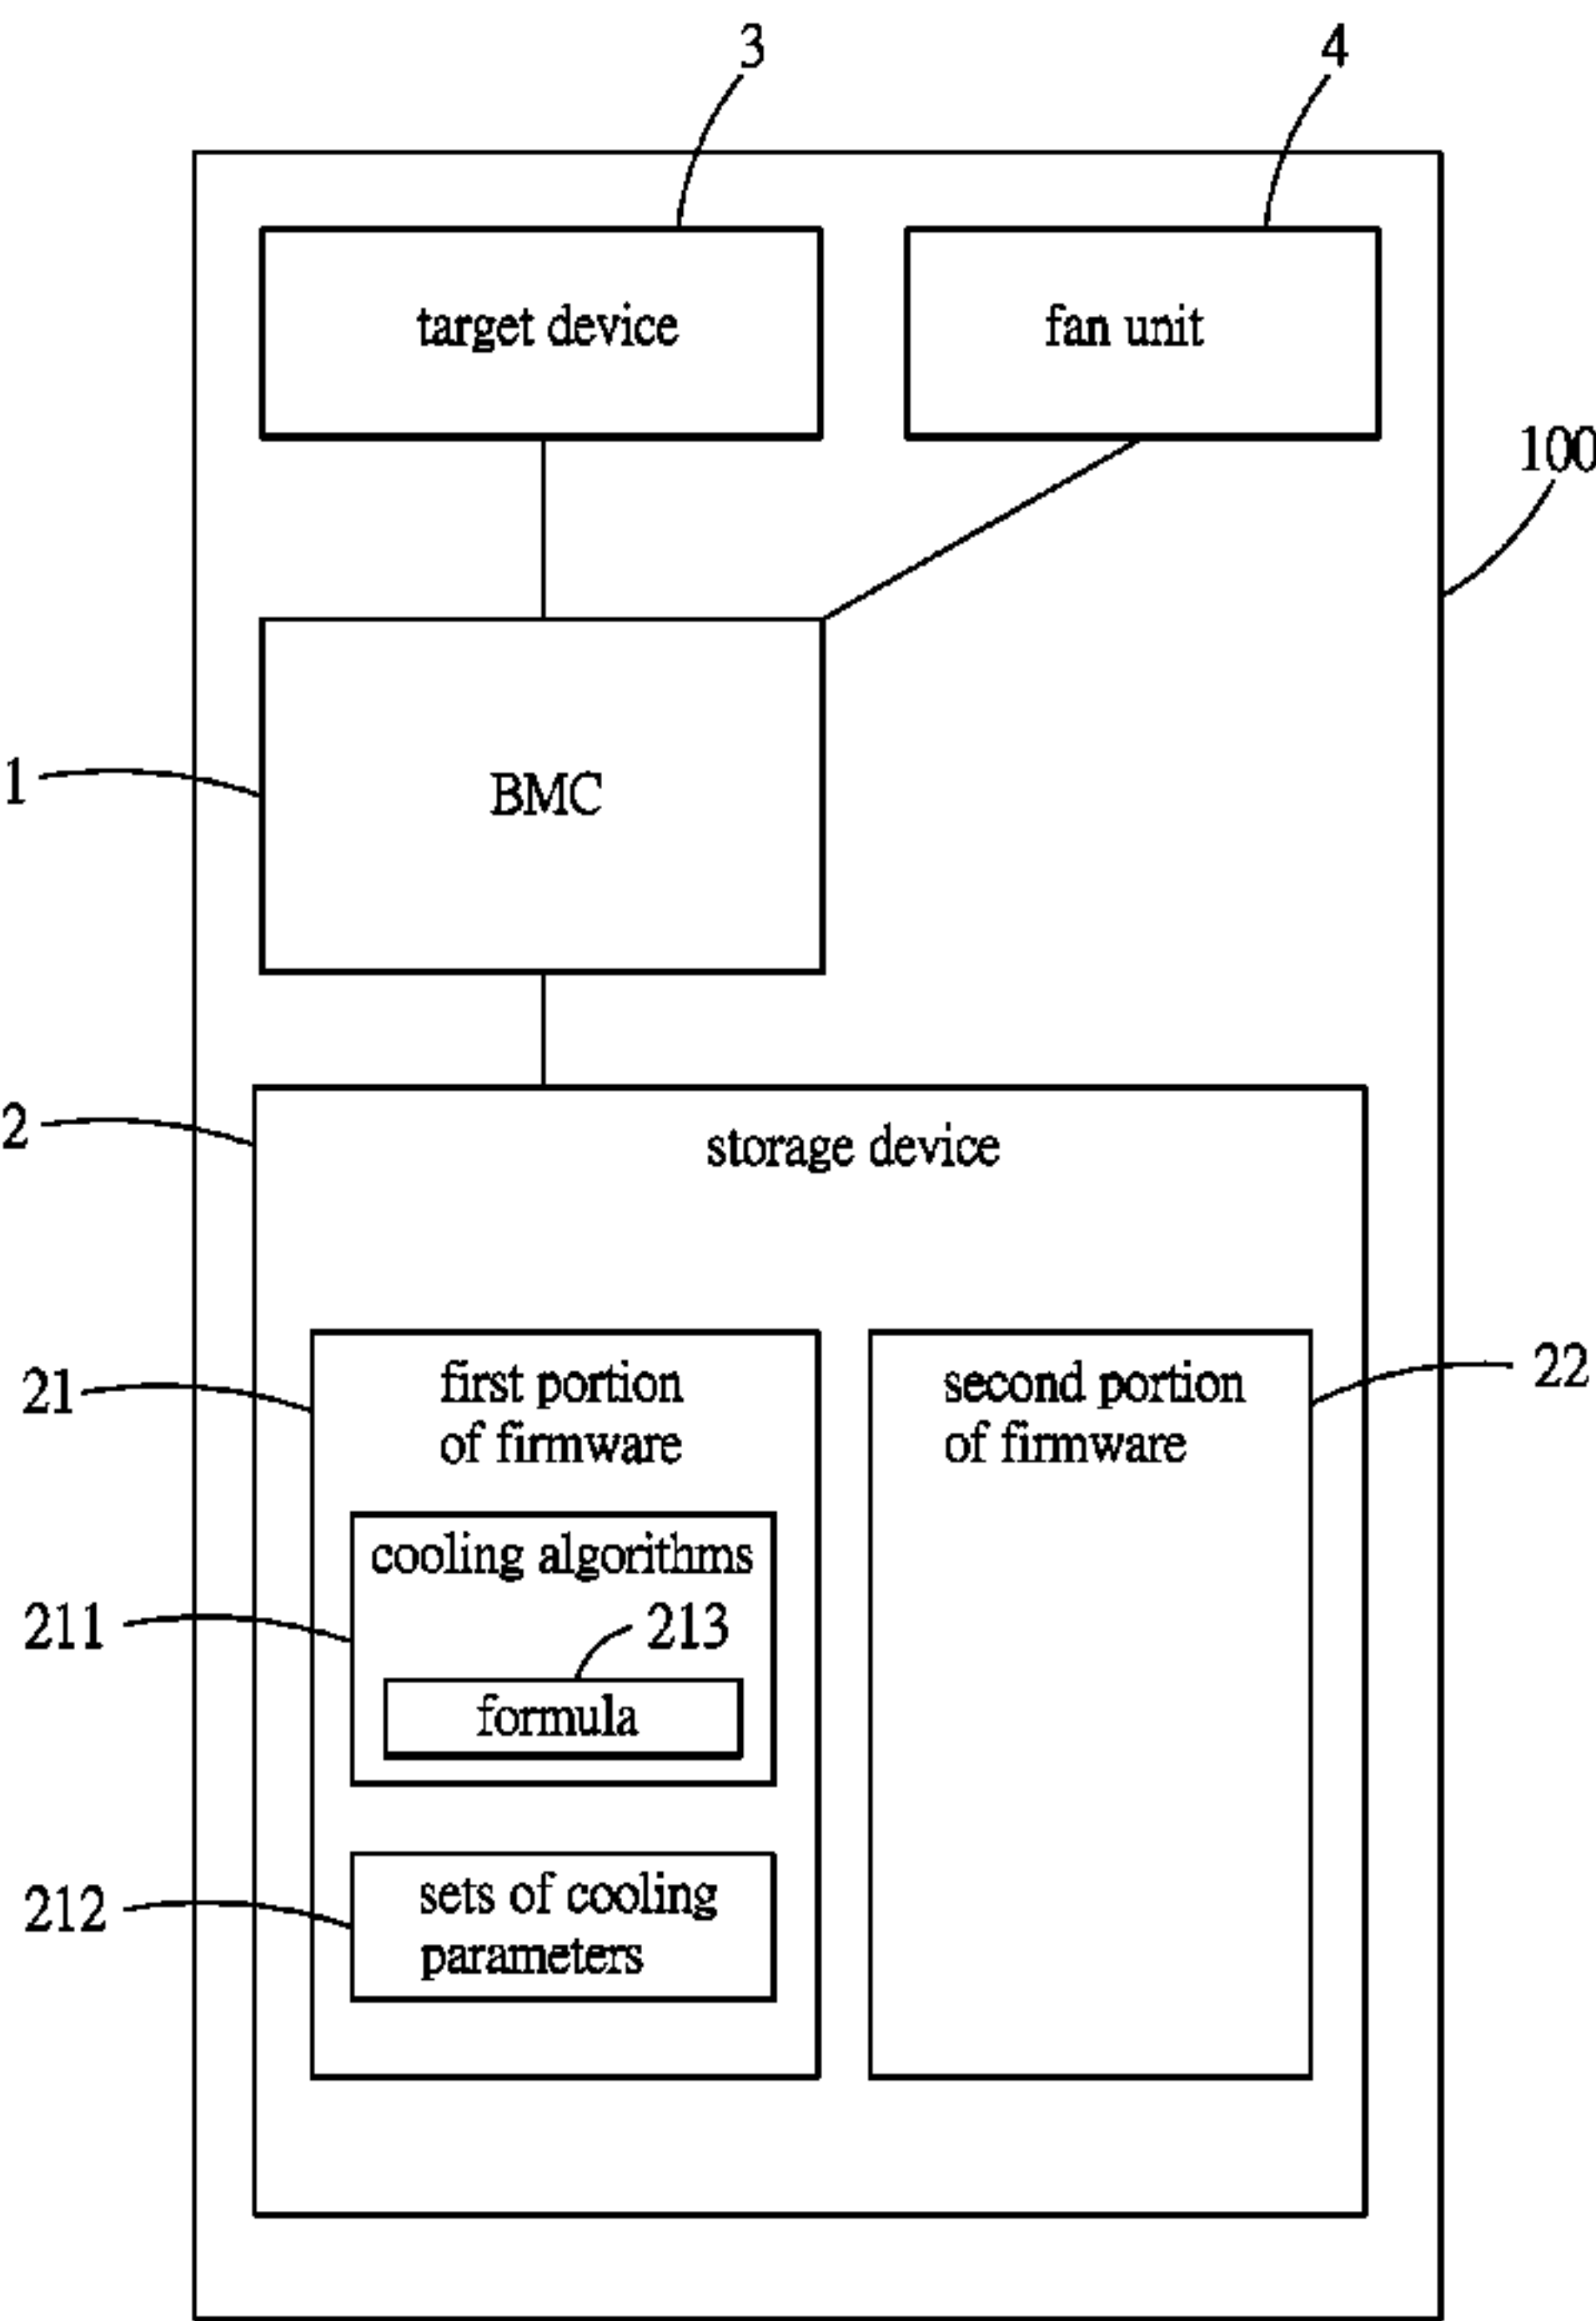 3
4
target device
fan unit
100
1
BMC
2
storage device
21
first portion
of firmware
second portion
of firmware
22
cooling algorithms
211
213
formula
212
sets of cooling
parameters